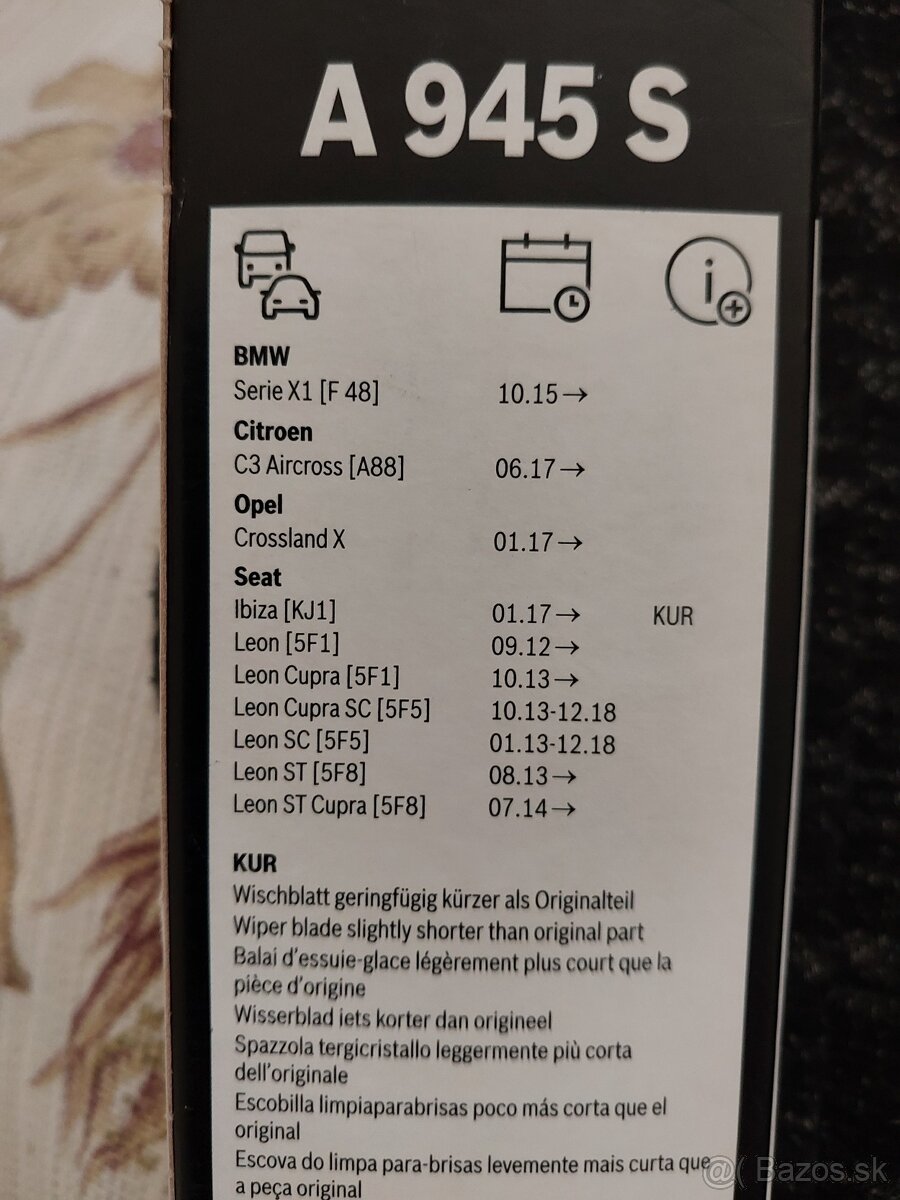 A 945 S
BMW
Serie X1 [F 48] 10.15→
Citroen
C3 Aircross [A88] 06.17→
Opel
Crossland X 01.17→
Seat
Ibiza [KJ1] 01.17→ KUR
Leon [5F1] 09.12→
Leon Cupra [5F1] 10.13→
Leon Cupra SC [5F5] 10.13-12.18
Leon SC [5F5] 01.13-12.18
Leon ST [5F8] 08.13→
Leon ST Cupra [5F8] 07.14→
KUR
Wischblatt geringfügig kürzer als Originalteil
Wiper blade slightly shorter than original part
Balai d'essuie-glace légèrement plus court que la
pièce d'origine
Wisserblad iets korter dan origineel
Spazzola tergicristallo leggermente più corta
dell'originale
Escobilla limpiaparabrisas poco más corta que el
original
Escova do limpa para-brisas levemente mais curta que
a peça original
@( Bazos.sk